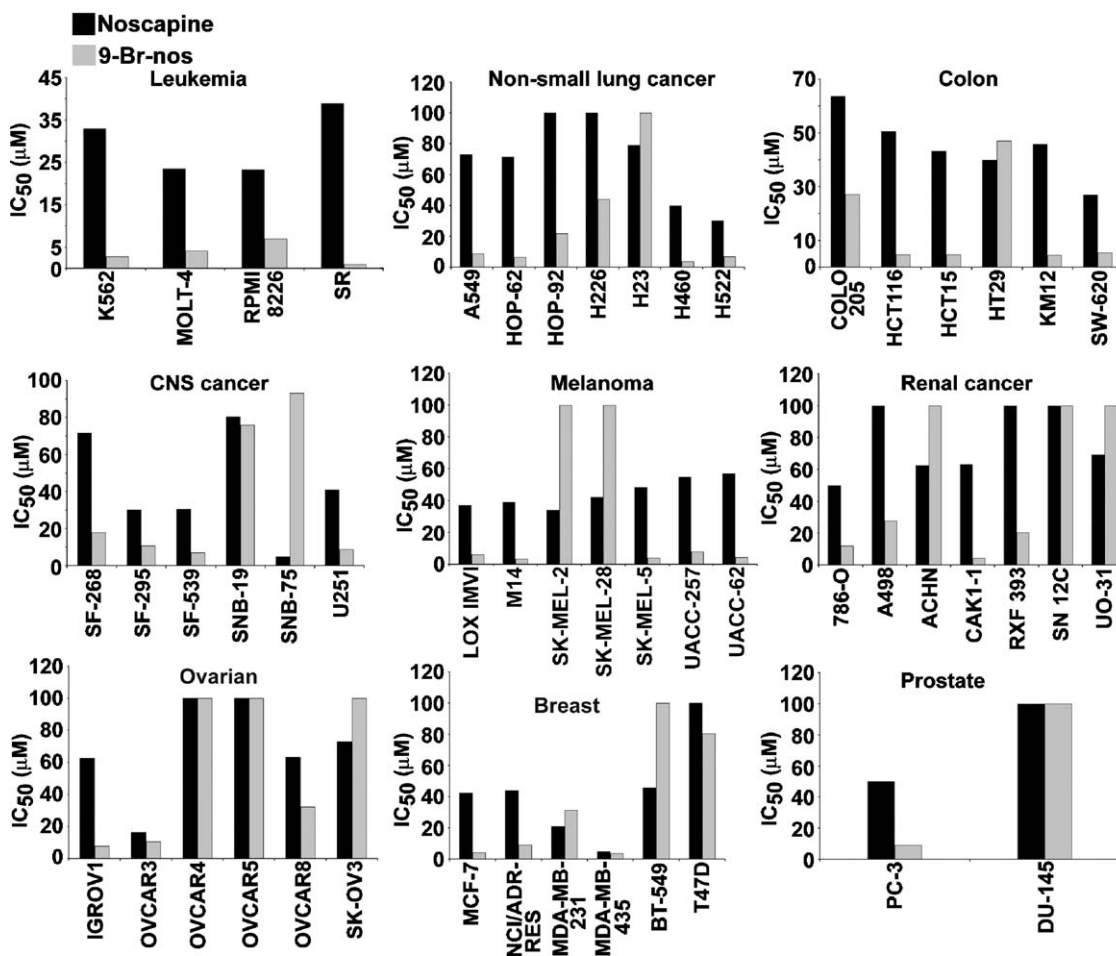 Noscapine
9-Br-nos
Leukemia
IC50 (µM)
45
35
25
15
5
0
K562
MOLT-4
RPMI
8226
SR
Non-small lung cancer
IC50 (µM)
120
100
80
60
40
20
0
A549
HOP-62
HOP-92
H226
H23
H460
H522
Colon
IC50 (µM)
70
50
30
10
0
COLO
205
HCT116
HCT15
HT29
KM12
SW-620
CNS cancer
IC50 (µM)
100
80
60
40
20
0
SF-268
SF-295
SF-539
SNB-19
SNB-75
U251
Melanoma
IC50 (µM)
120
100
80
60
40
20
0
LOX IMVI
M14
SK-MEL-2
SK-MEL-28
SK-MEL-5
UACC-257
UACC-62
Renal cancer
IC50 (µM)
120
100
80
60
40
20
0
786-O
A498
ACHN
CAK1-1
RXF 393
SN 12C
UO-31
Ovarian
IC50 (µM)
120
100
80
60
40
20
0
IGROV1
OVCAR3
OVCAR4
OVCAR5
OVCAR8
SK-OV3
Breast
IC50 (µM)
120
100
80
60
40
20
0
MCF-7
NCI/ADR-
RES
MDA-MB-
231
MDA-MB-
435
BT-549
T47D
Prostate
IC50 (µM)
120
100
80
60
40
20
0
PC-3
DU-145